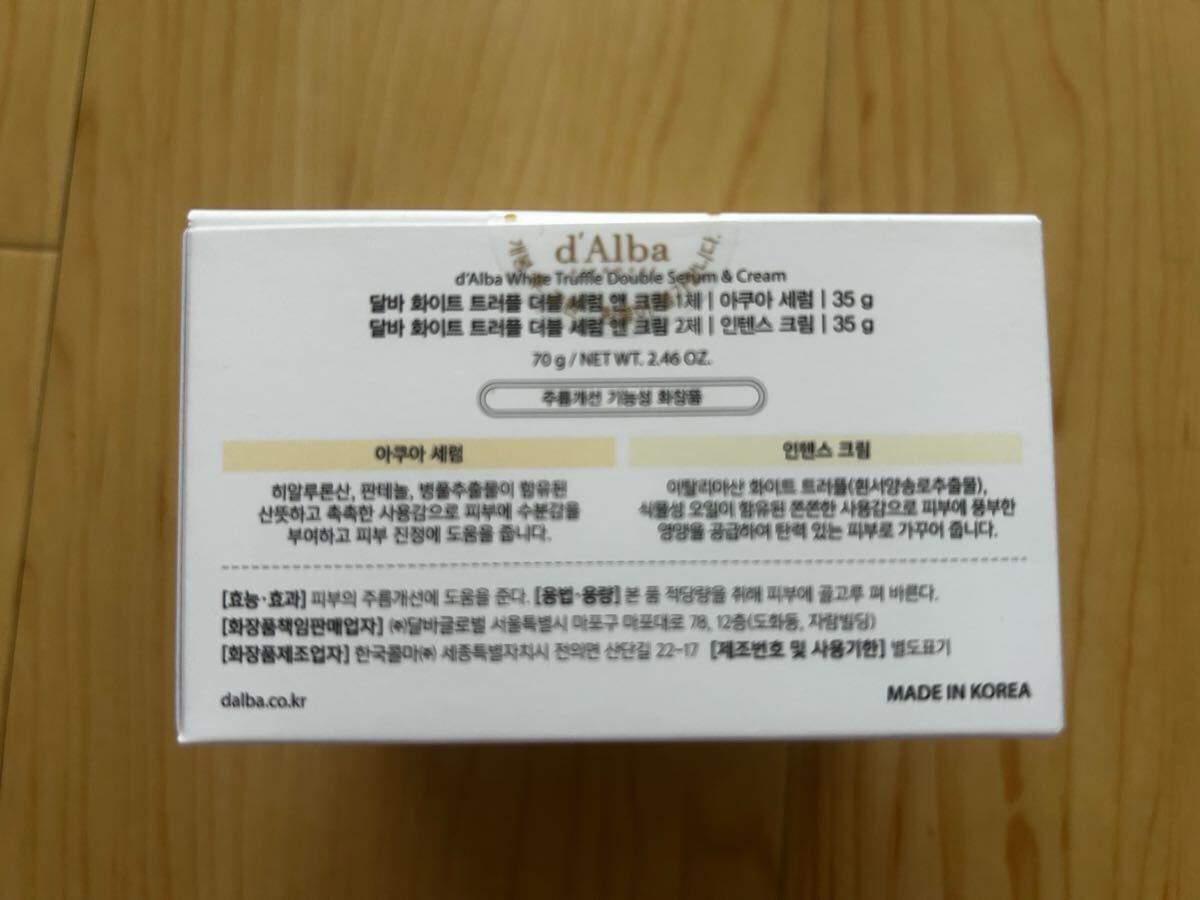 d'Alba
d'Alba White Truffle Double Serum & Cream
달바 화이트 트러플 더블 세럼 앤 크림 1제 | 아쿠아 세럼 | 35 g
달바 화이트 트러플 더블 세럼 앤 크림 2제 | 인텐스 크림 | 35 g
70 g / NET WT. 2.46 OZ.
주름개선 기능성 화장품
아쿠아 세럼
히알루론산, 판테놀, 병풀추출물이 함유된
산뜻하고 촉촉한 사용감으로 피부에 수분감을
부여하고 피부 진정에 도움을 줍니다.
인텐스 크림
이탈리아산 화이트 트러플(흰서양송로추출물),
식물성 오일이 함유된 쫀쫀한 사용감으로 피부에 풍부한
영양을 공급하여 탄력 있는 피부로 가꾸어 줍니다.
[효능·효과] 피부의 주름개선에 도움을 준다. [용법·용량] 본 품 적당량을 취해 피부에 골고루 펴 바른다.
[화장품책임판매업자] ㈜달바글로벌 서울특별시 마포구 마포대로 78, 12층(도화동, 자람빌딩)
[화장품제조업자] 한국콜마㈜ 세종특별자치시 전의면 산단길 22-17 [제조번호 및 사용기한] 별도표기
dalba.co.kr
MADE IN KOREA